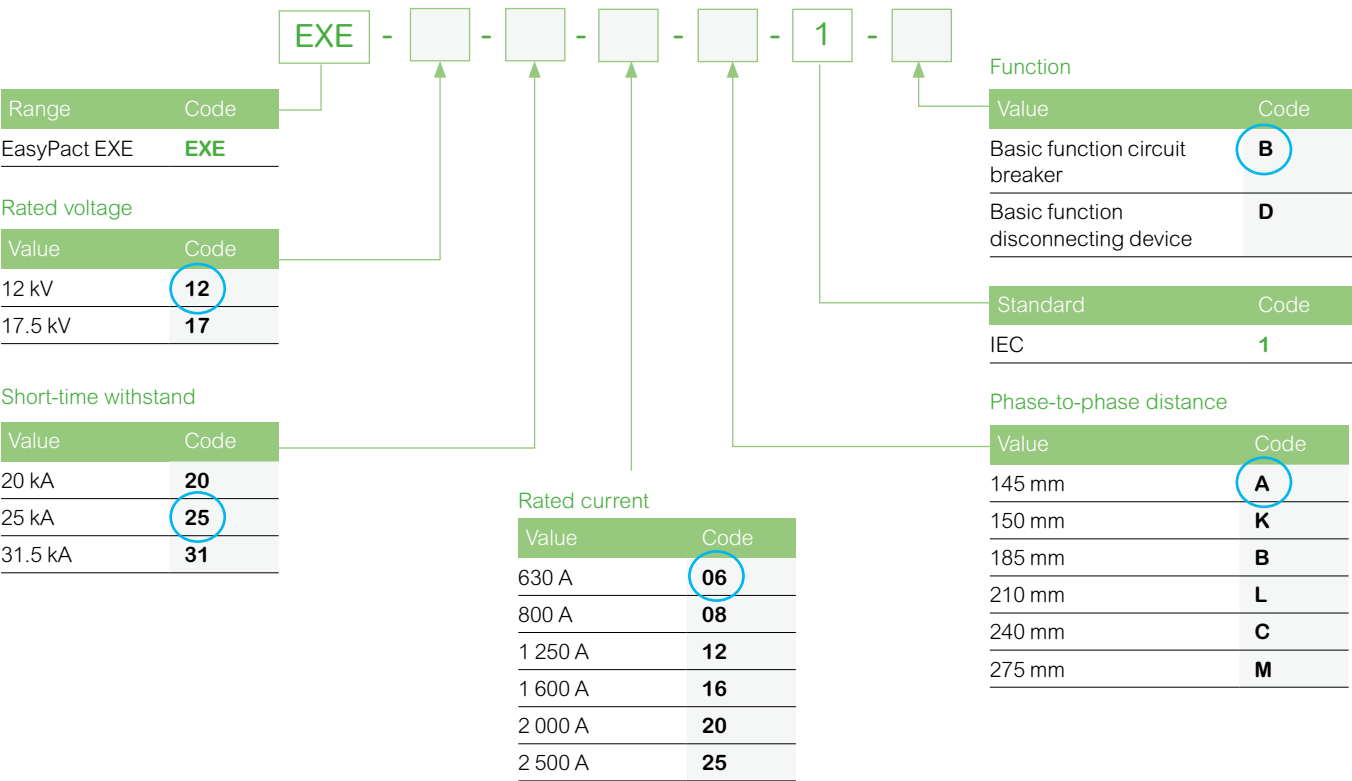 EXE - - - - - 1 -
Range Code
EasyPact EXE EXE
Rated voltage
Value Code
12 kV 12
17.5 kV 17
Short-time withstand
Value Code
20 kA 20
25 kA 25
31.5 kA 31
Rated current
Value Code
630 A 06
800 A 08
1 250 A 12
1 600 A 16
2 000 A 20
2 500 A 25
Function
Value Code
Basic function circuit B
breaker
Basic function D
disconnecting device
Standard Code
IEC 1
Phase-to-phase distance
Value Code
145 mm A
150 mm K
185 mm B
210 mm L
240 mm C
275 mm M